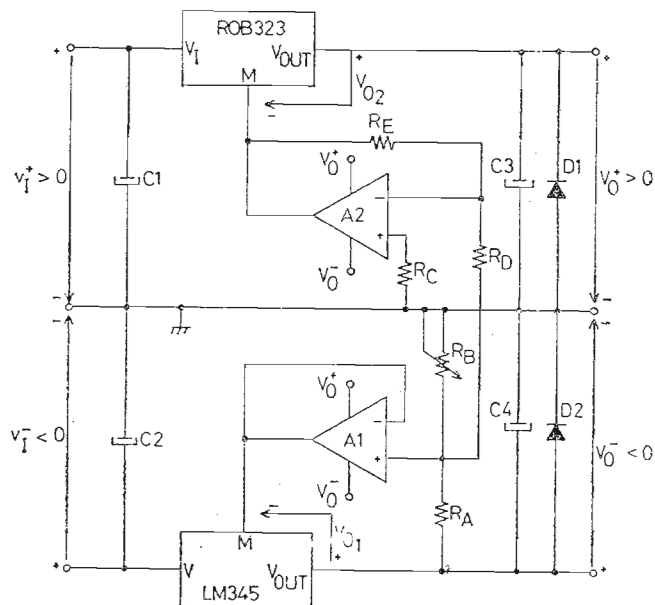 ROB323
V_I
V_OUT
M
V_O2
R_E
V_O^+
A2
V_O^-
R_C
R_D
C1
C3
D1
v_I^+ > 0
V_O^+ > 0
R_B
V_O^+
A1
V_O^-
R_A
C2
C4
D2
v_I^- < 0
V_O^- < 0
M
V_O1
V
V_OUT
LM345